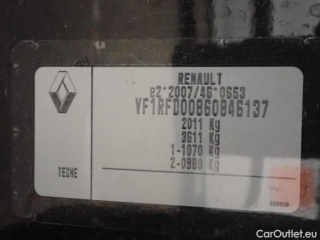 RENAULT
e2*2007/46*0653
VF1RFD00860846137
2011 Kg
3611 Kg
1-1070 Kg
2-0980 Kg
TECHE
CarOutlet.eu